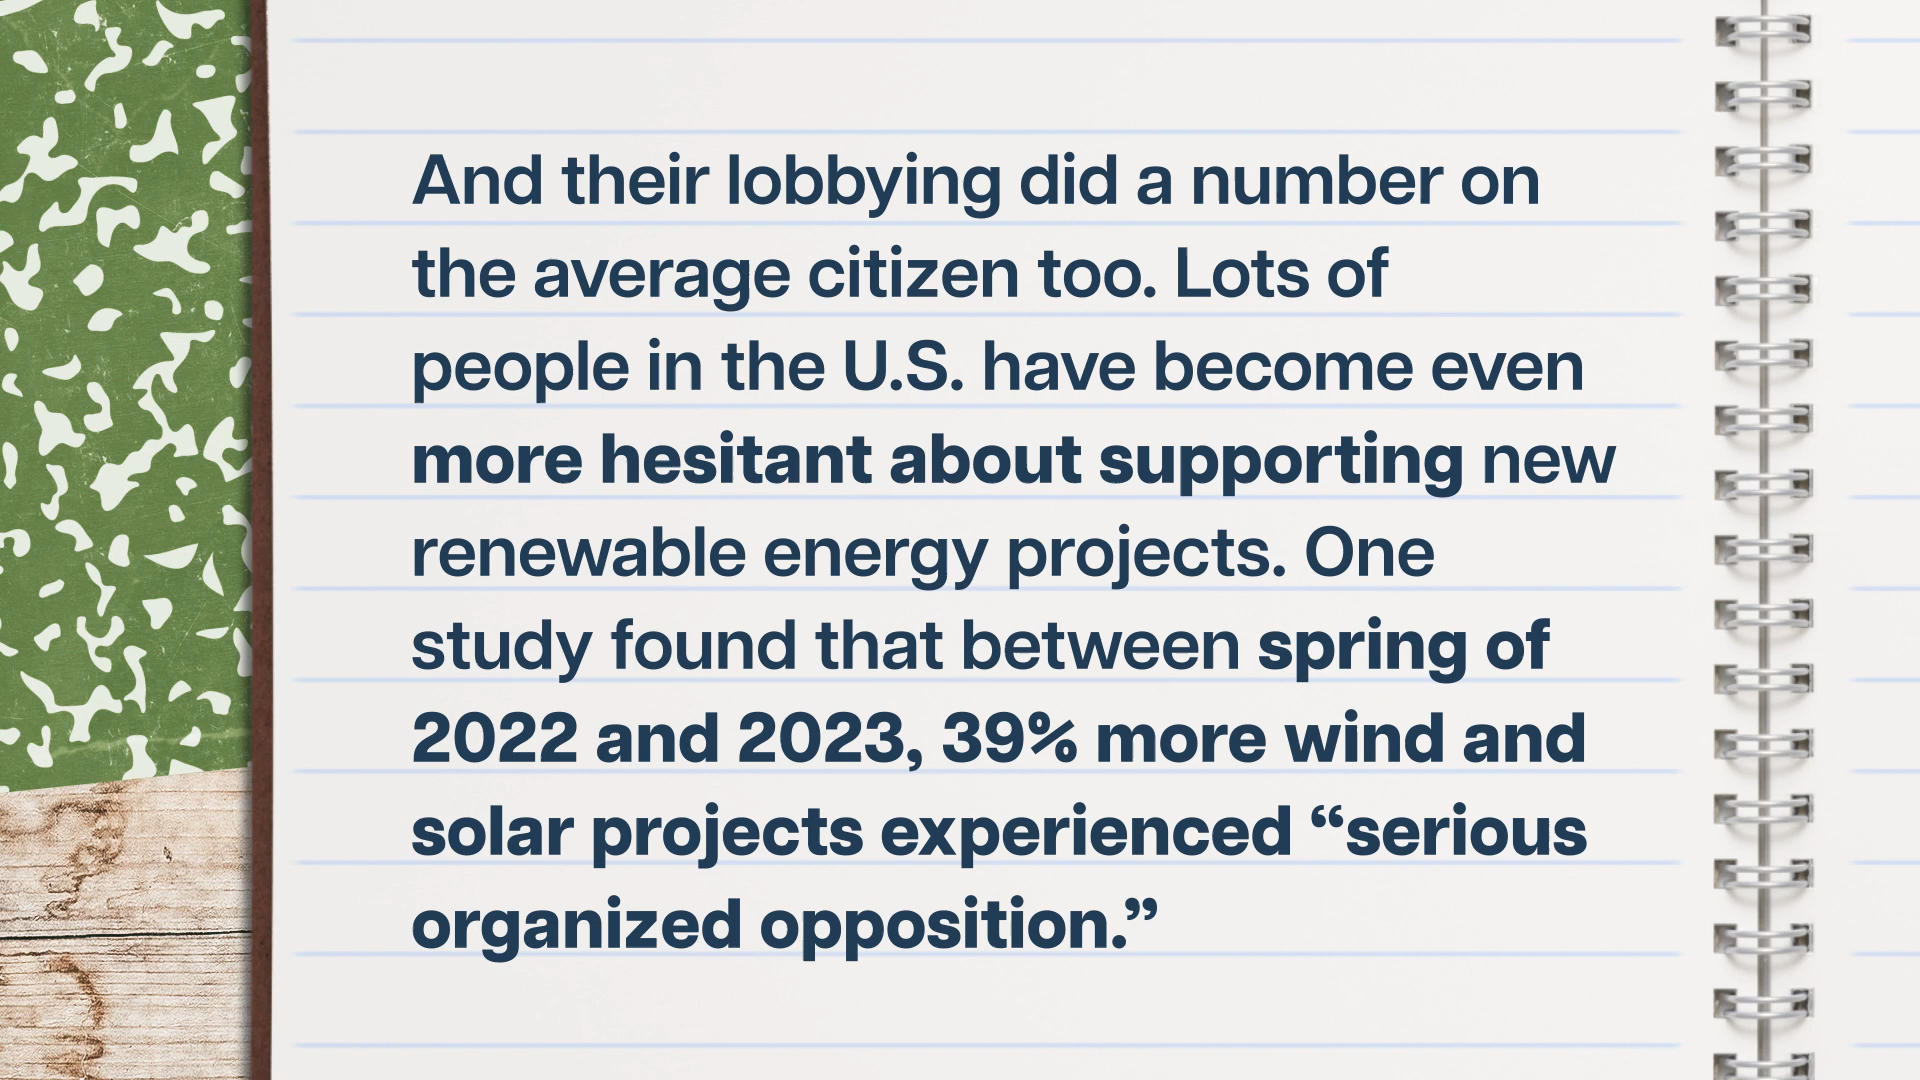 And their lobbying did a number on
the average citizen too. Lots of
people in the U.S. have become even
more hesitant about supporting new
renewable energy projects. One
study found that between spring of
2022 and 2023, 39% more wind and
solar projects experienced “serious
organized opposition.”